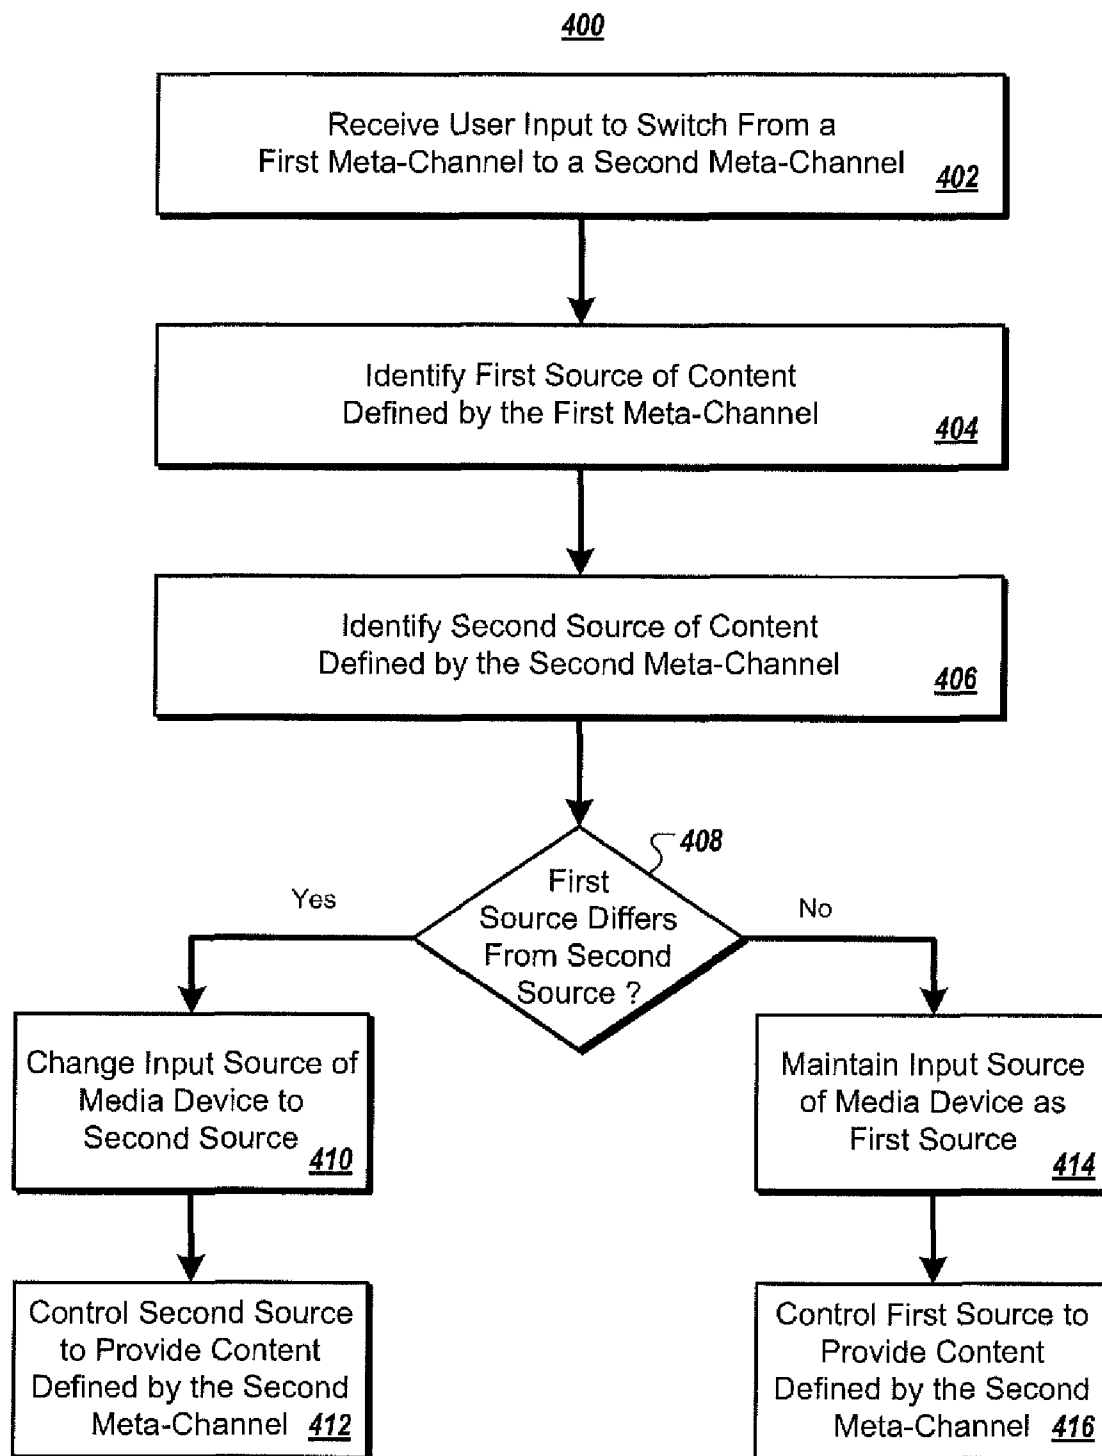 400
Receive User Input to Switch From a
First Meta-Channel to a Second Meta-Channel
402
Identify First Source of Content
Defined by the First Meta-Channel
404
Identify Second Source of Content
Defined by the Second Meta-Channel
406
408
First
Source Differs
From Second
Source ?
Yes
No
Change Input Source of
Media Device to
Second Source
410
Maintain Input Source
of Media Device as
First Source
414
Control Second Source
to Provide Content
Defined by the Second
Meta-Channel 412
Control First Source to
Provide Content
Defined by the Second
Meta-Channel 416